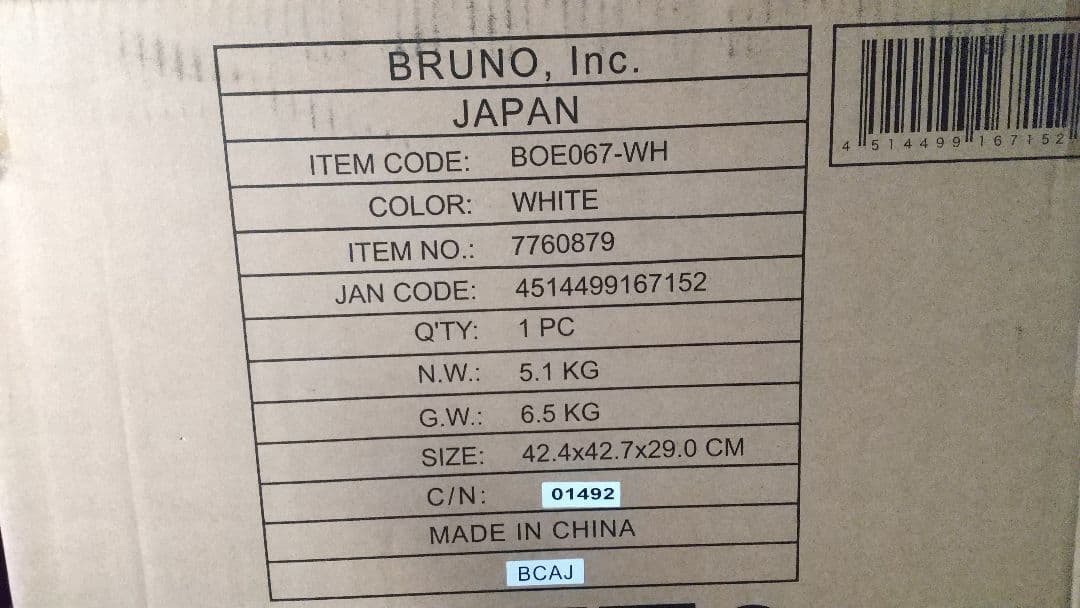 BRUNO, Inc.
JAPAN
ITEM CODE: BOE067-WH
COLOR: WHITE
ITEM NO.: 7760879
JAN CODE: 4514499167152
Q'TY: 1 PC
N.W.: 5.1 KG
G.W.: 6.5 KG
SIZE: 42.4x42.7x29.0 CM
C/N: 01492
MADE IN CHINA
BCAJ
4 514499 167152